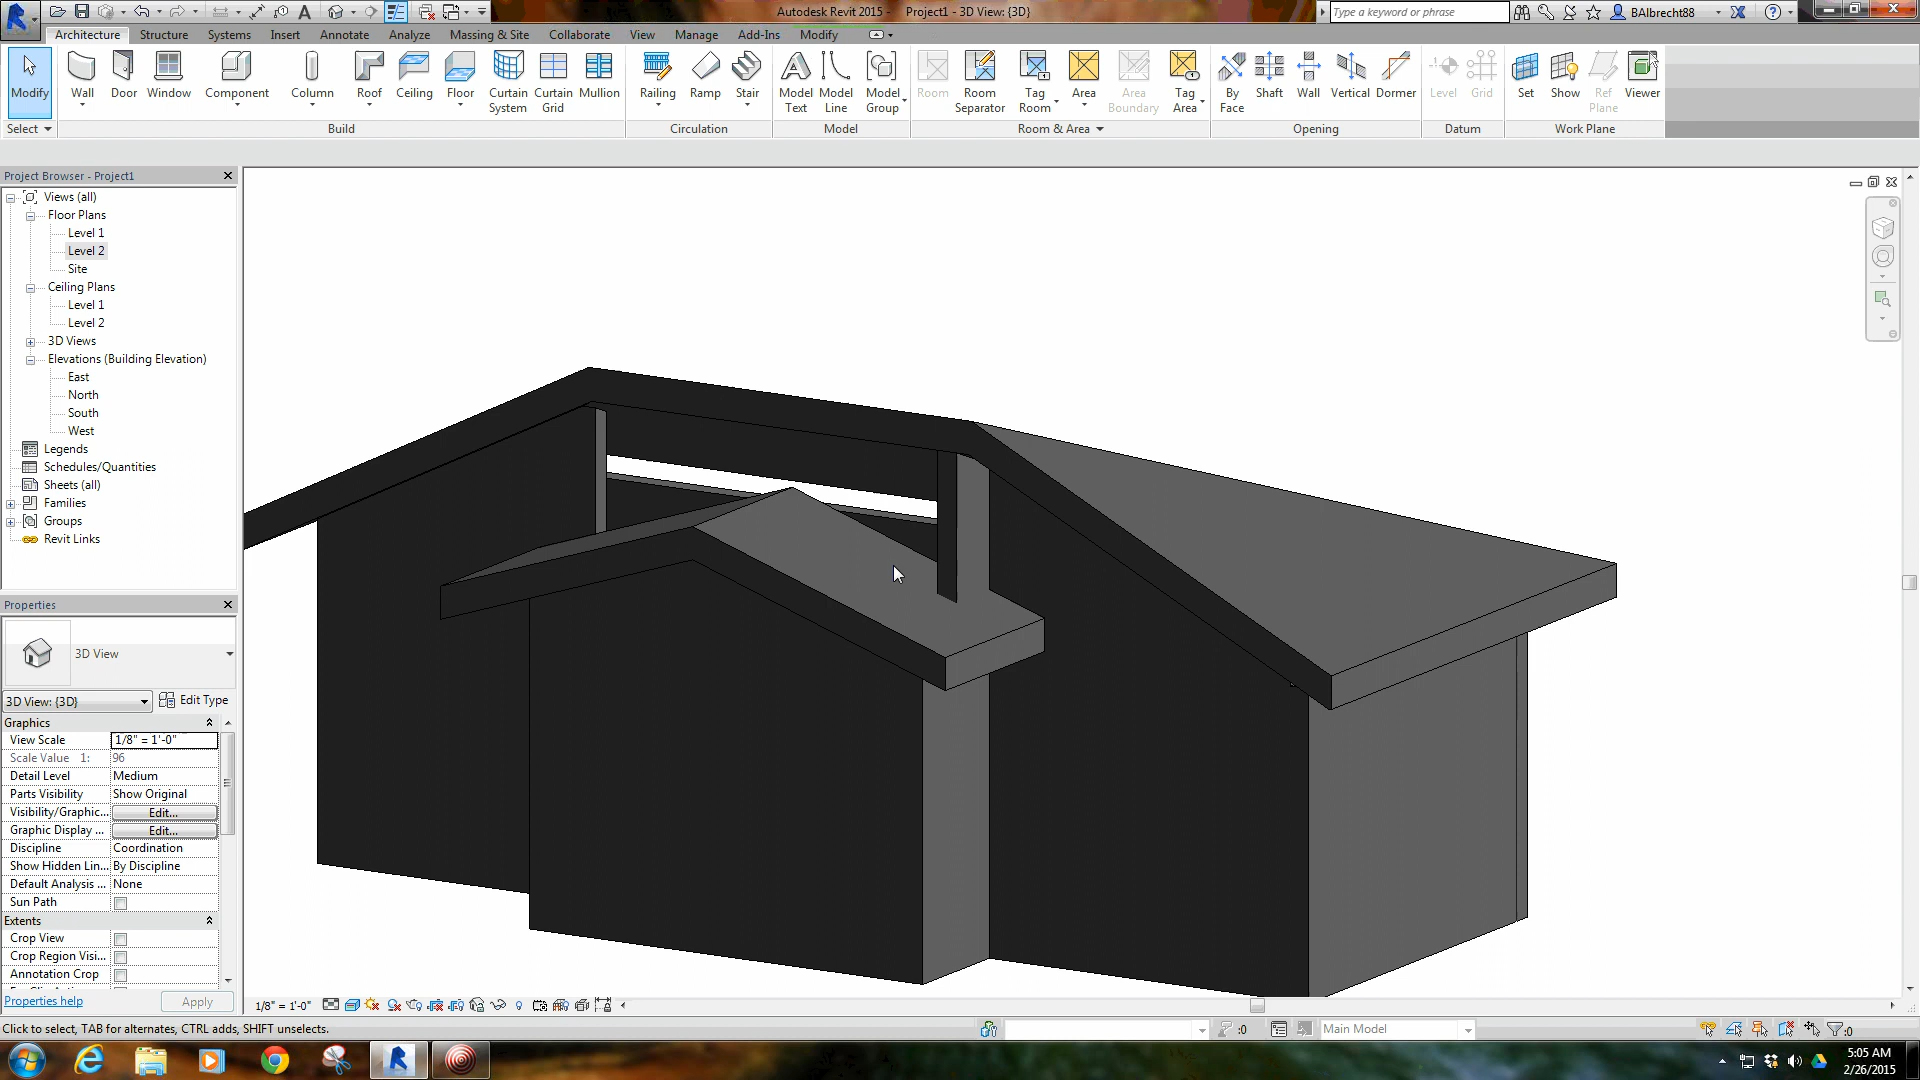 Autodesk Revit 2015 - Project1 - 3D View: {3D}
Type a keyword or phrase
BAlbrecht88
Architecture Structure Systems Insert Annotate Analyze Massing & Site Collaborate View Manage Add-Ins Modify
Modify Wall Door Window Component Column Roof Ceiling Floor Curtain System Curtain Grid Mullion Railing Ramp Stair Model Text Model Line Model Group Room Room Separator Tag Room Area Area Boundary Tag Area By Face Shaft Wall Vertical Dormer Level Grid Set Show Ref Plane Viewer
Select Build Circulation Model Room & Area Opening Datum Work Plane
Project Browser - Project1
Views (all)
Floor Plans
Level 1
Level 2
Site
Ceiling Plans
Level 1
Level 2
3D Views
Elevations (Building Elevation)
East
North
South
West
Legends
Schedules/Quantities
Sheets (all)
Families
Groups
Revit Links
Properties
3D View
3D View: {3D} Edit Type
Graphics
View Scale 1/8" = 1'-0"
Scale Value 1: 96
Detail Level Medium
Parts Visibility Show Original
Visibility/Graphic... Edit...
Graphic Display ... Edit...
Discipline Coordination
Show Hidden Lin... By Discipline
Default Analysis ... None
Sun Path
Extents
Crop View
Crop Region Visi...
Annotation Crop
Properties help Apply
1/8" = 1'-0"
Click to select, TAB for alternates, CTRL adds, SHIFT unselects.
:0
Main Model
:0
5:05 AM
2/26/2015